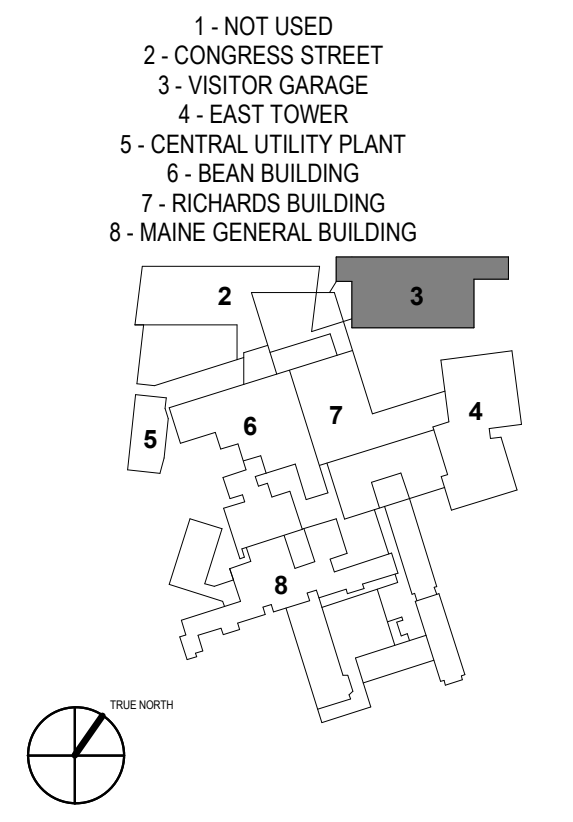 1 - NOT USED
2 - CONGRESS STREET
3 - VISITOR GARAGE
4 - EAST TOWER
5 - CENTRAL UTILITY PLANT
6 - BEAN BUILDING
7 - RICHARDS BUILDING
8 - MAINE GENERAL BUILDING
2
3
4
7
6
5
8
TRUE NORTH